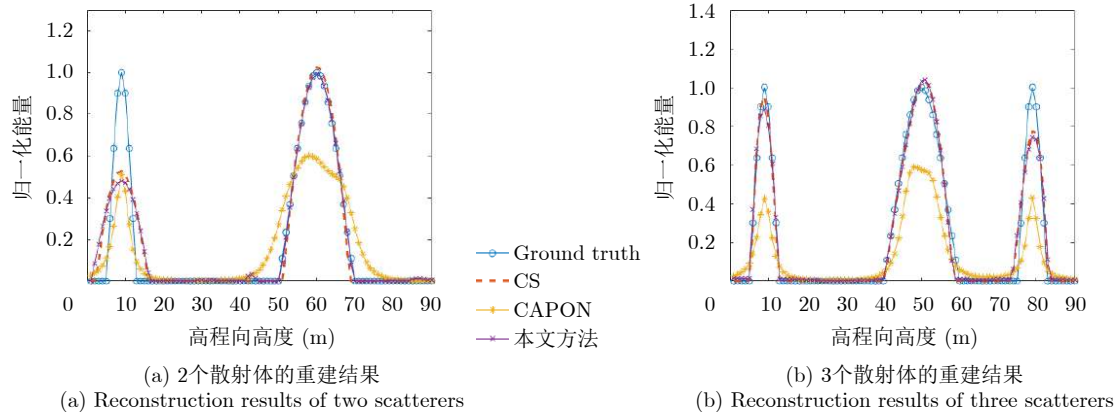 1.2
1.0
0.8
0.6
0.4
0.2
归一化能量
0 10 20 30 40 50 60 70 80 90
高程向高度 (m)
(a) 2个散射体的重建结果
(a) Reconstruction results of two scatterers
Ground truth
CS
CAPON
本文方法
1.4
1.2
1.0
0.8
0.6
0.4
0.2
归一化能量
0 10 20 30 40 50 60 70 80 90
高程向高度 (m)
(b) 3个散射体的重建结果
(b) Reconstruction results of three scatterers